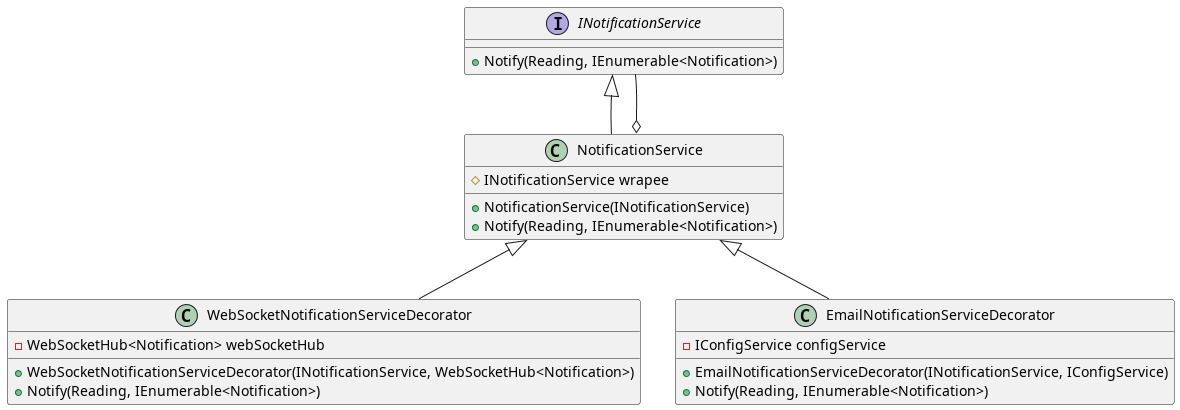 I INotificationService
Notify(Reading, IEnumerable<Notification>)
C NotificationService
INotificationService wrapee
NotificationService(INotificationService)
Notify(Reading, IEnumerable<Notification>)
C WebSocketNotificationServiceDecorator
WebSocketHub<Notification> webSocketHub
WebSocketNotificationServiceDecorator(INotificationService, WebSocketHub<Notification>)
Notify(Reading, IEnumerable<Notification>)
C EmailNotificationServiceDecorator
IConfigService configService
EmailNotificationServiceDecorator(INotificationService, IConfigService)
Notify(Reading, IEnumerable<Notification>)